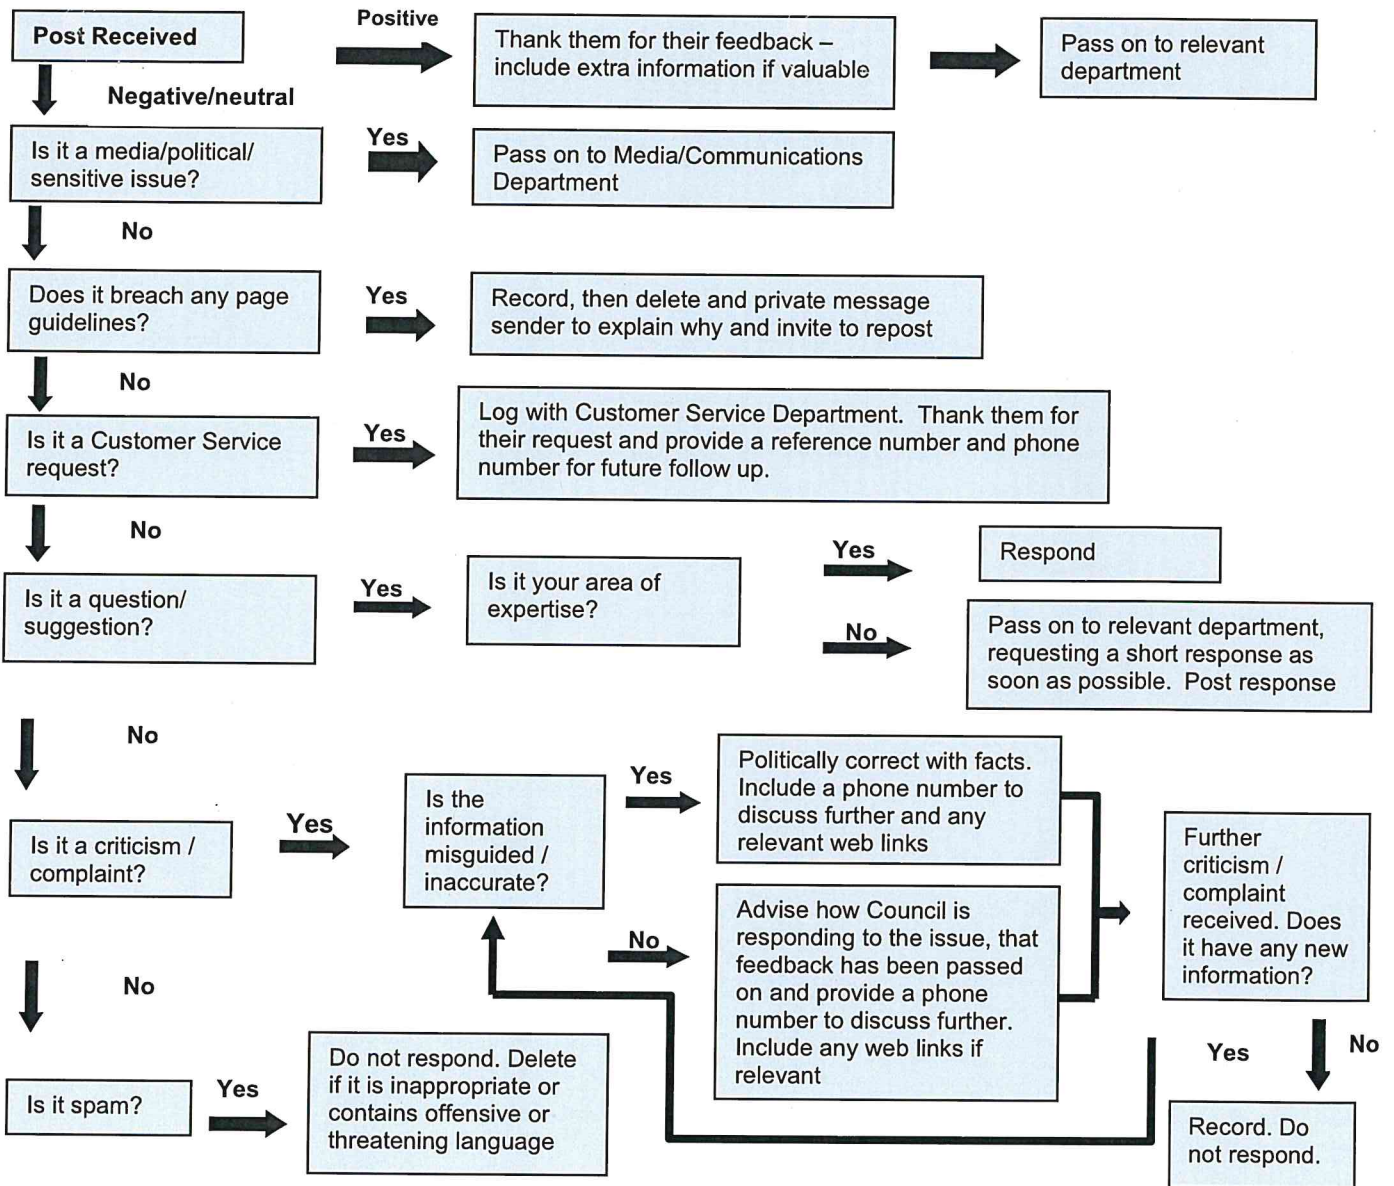 Post Received
Positive
Thank them for their feedback –
include extra information if valuable
Pass on to relevant
department
Negative/neutral
Is it a media/political/
sensitive issue?
Yes
Pass on to Media/Communications
Department
No
Does it breach any page
guidelines?
Yes
Record, then delete and private message
sender to explain why and invite to repost
No
Is it a Customer Service
request?
Yes
Log with Customer Service Department. Thank them for
their request and provide a reference number and phone
number for future follow up.
No
Is it a question/
suggestion?
Yes
Is it your area of
expertise?
Yes
Respond
No
Pass on to relevant department,
requesting a short response as
soon as possible. Post response
No
Is it a criticism /
complaint?
Yes
Is the
information
misguided /
inaccurate?
Yes
Politically correct with facts.
Include a phone number to
discuss further and any
relevant web links
No
Advise how Council is
responding to the issue, that
feedback has been passed
on and provide a phone
number to discuss further.
Include any web links if
relevant
Further
criticism /
complaint
received. Does
it have any new
information?
Yes
No
Record. Do
not respond.
No
Is it spam?
Yes
Do not respond. Delete
if it is inappropriate or
contains offensive or
threatening language